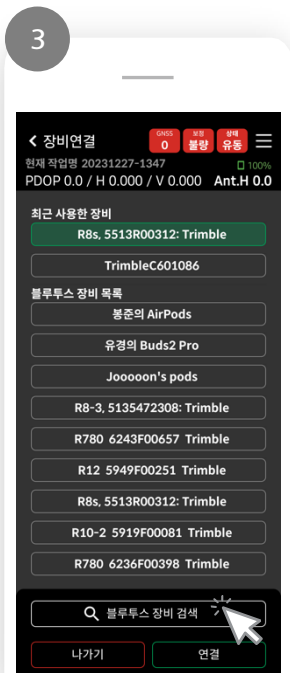 3
장비연결
GNSS 0 보정 불량 상태 유동
현재 작업명 20231227-1347 100%
PDOP 0.0 / H 0.000 / V 0.000 Ant.H 0.0
최근 사용한 장비
R8s, 5513R00312: Trimble
TrimbleC601086
블루투스 장비 목록
봉준의 AirPods
유경의 Buds2 Pro
Jooooon's pods
R8-3, 5135472308: Trimble
R780 6243F00657 Trimble
R12 5949F00251 Trimble
R8s, 5513R00312: Trimble
R10-2 5919F00081 Trimble
R780 6236F00398 Trimble
블루투스 장비 검색
나가기 연결